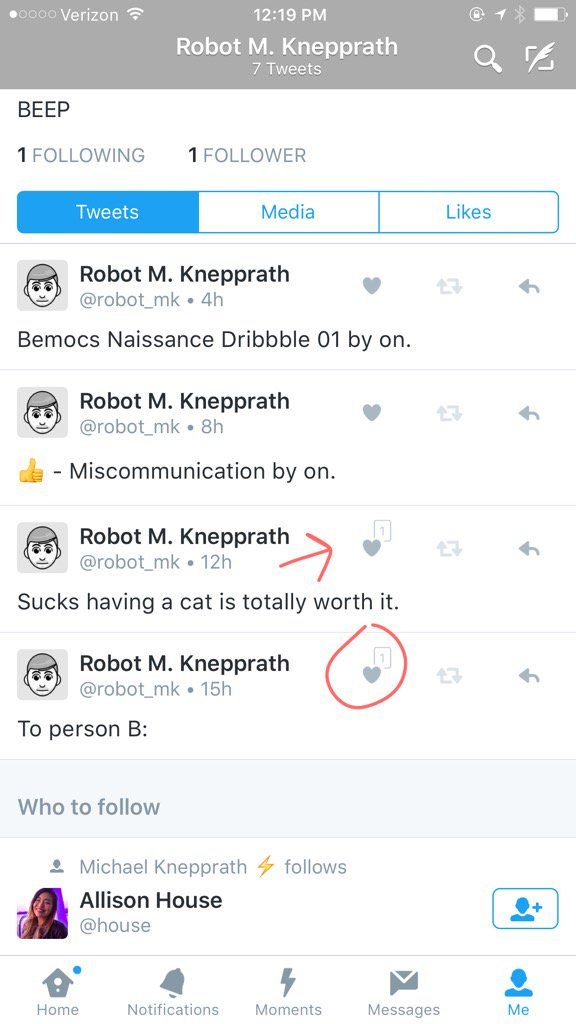 Verizon 12:19 PM
Robot M. Knepprath
7 Tweets
BEEP
1 FOLLOWING 1 FOLLOWER
Tweets Media Likes
Robot M. Knepprath
@robot_mk • 4h
Bemocs Naissance Dribbble 01 by on.
Robot M. Knepprath
@robot_mk • 8h
👍 - Miscommunication by on.
Robot M. Knepprath 1
@robot_mk • 12h
Sucks having a cat is totally worth it.
Robot M. Knepprath 1
@robot_mk • 15h
To person B:
Who to follow
Michael Knepprath ⚡ follows
Allison House
@house
Home Notifications Moments Messages Me